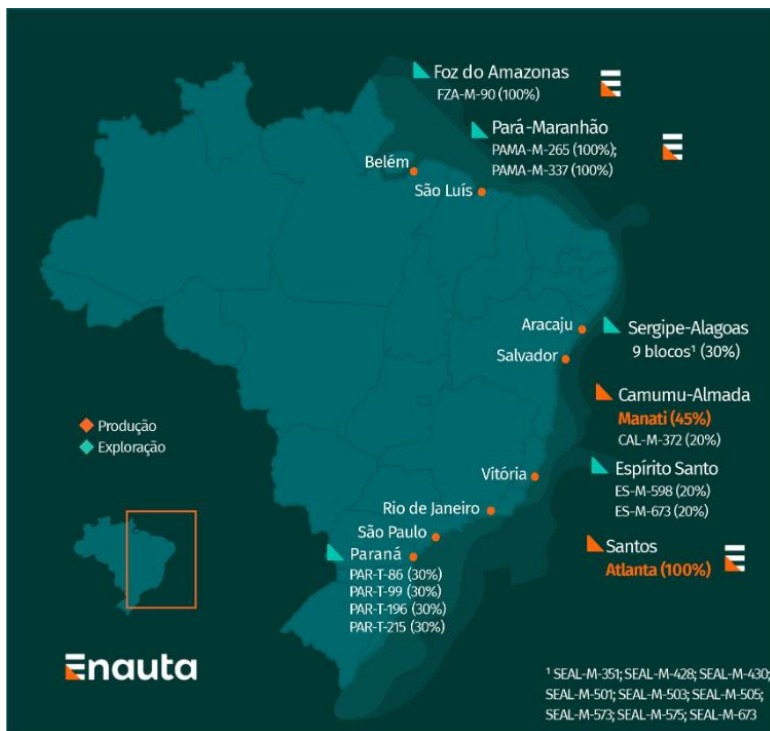 Foz do Amazonas
FZA-M-90 (100%)
Pará-Maranhão
PAMA-M-265 (100%);
PAMA-M-337 (100%)
Belém
São Luís
Aracaju
Sergipe-Alagoas
9 blocos¹ (30%)
Salvador
Camumu-Almada
Manati (45%)
CAL-M-372 (20%)
Produção
Exploração
Vitória
Espírito Santo
ES-M-598 (20%)
ES-M-673 (20%)
Rio de Janeiro
São Paulo
Santos
Atlanta (100%)
Paraná
PAR-T-86 (30%)
PAR-T-99 (30%)
PAR-T-196 (30%)
PAR-T-215 (30%)
Enauta
¹ SEAL-M-351; SEAL-M-428; SEAL-M-430;
SEAL-M-501; SEAL-M-503; SEAL-M-505;
SEAL-M-573; SEAL-M-575; SEAL-M-673